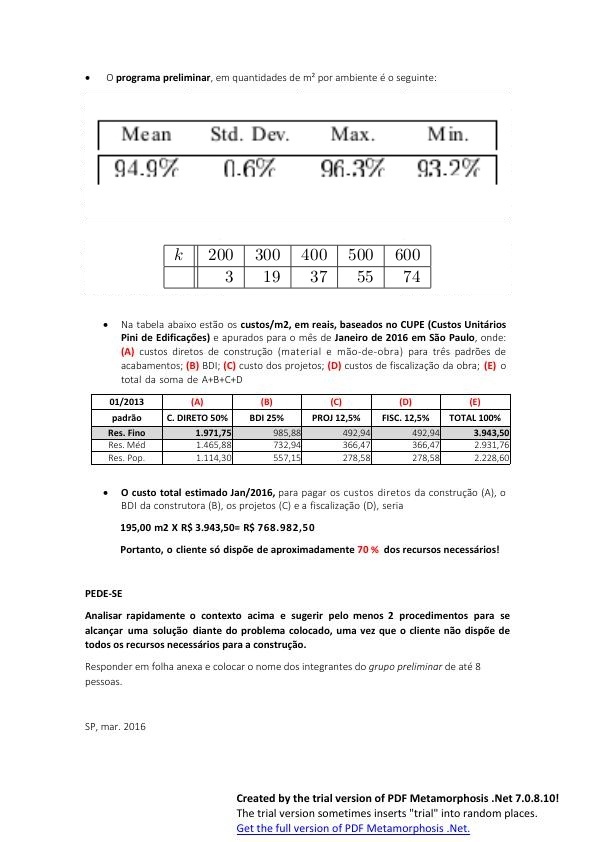 • O programa preliminar, em quantidades de m² por ambiente é o seguinte:
Mean Std. Dev. Max. Min.
94.9% 0.6% 96.3% 93.2%
k 200 300 400 500 600
3 19 37 55 74
• Na tabela abaixo estão os custos/m2, em reais, baseados no CUPE (Custos Unitários
Pini de Edificações) e apurados para o mês de Janeiro de 2016 em São Paulo, onde:
(A) custos diretos de construção (material e mão-de-obra) para três padrões de
acabamentos; (B) BDI; (C) custo dos projetos; (D) custos de fiscalização da obra; (E) o
total da soma de A+B+C+D
01/2013 (A) (B) (C) (D) (E)
padrão C. DIRETO 50% BDI 25% PROJ 12,5% FISC. 12,5% TOTAL 100%
Res. Fino 1.971,75 985,88 492,94 492,94 3.943,50
Res. Méd 1.465,88 732,94 366,47 366,47 2.931,76
Res. Pop. 1.114,30 557,15 278,58 278,58 2.228,60
• O custo total estimado Jan/2016, para pagar os custos diretos da construção (A), o
BDI da construtora (B), os projetos (C) e a fiscalização (D), seria
195,00 m2 X R$ 3.943,50= R$ 768.982,50
Portanto, o cliente só dispõe de aproximadamente 70 % dos recursos necessários!
PEDE-SE
Analisar rapidamente o contexto acima e sugerir pelo menos 2 procedimentos para se
alcançar uma solução diante do problema colocado, uma vez que o cliente não dispõe de
todos os recursos necessários para a construção.
Responder em folha anexa e colocar o nome dos integrantes do grupo preliminar de até 8
pessoas.
SP, mar. 2016
Created by the trial version of PDF Metamorphosis .Net 7.0.8.10!
The trial version sometimes inserts "trial" into random places.
Get the full version of PDF Metamorphosis .Net.